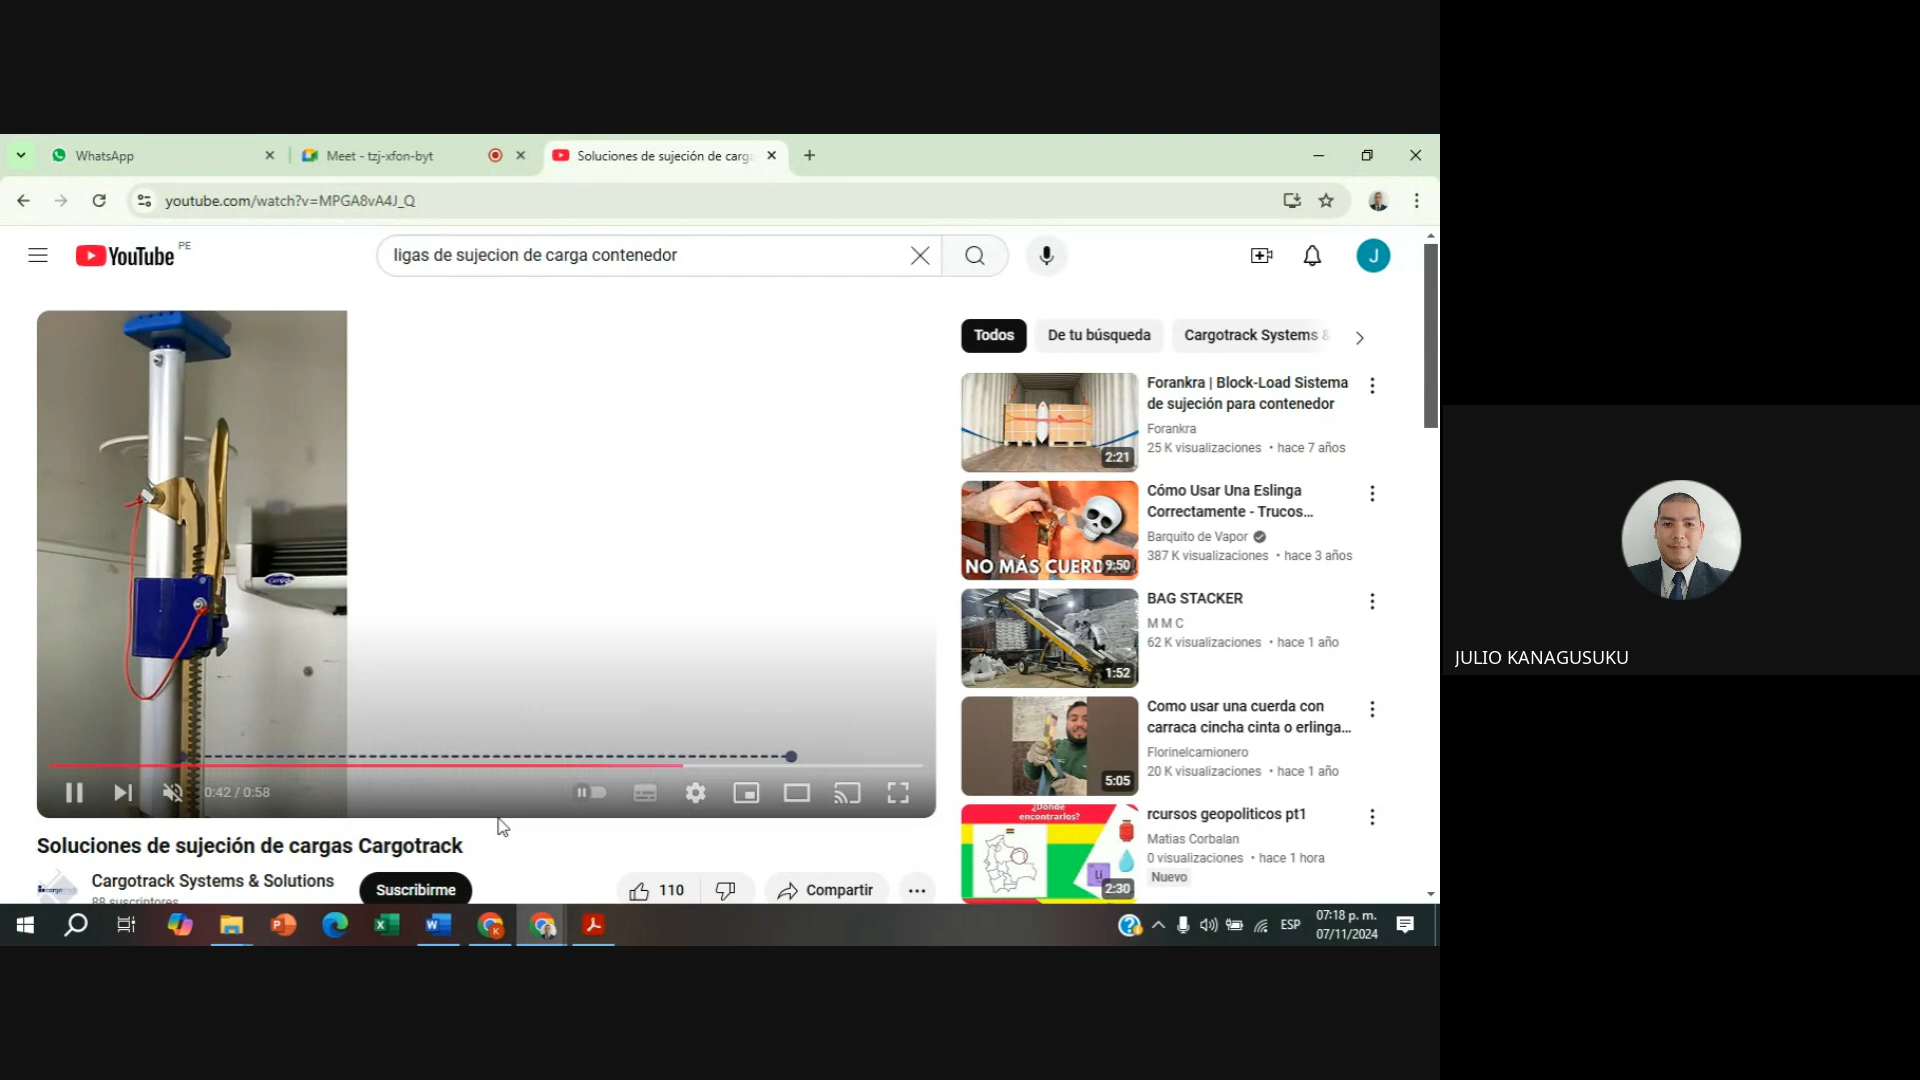 WhatsApp
Meet - tzj-xfon-byt
Soluciones de sujeción de carg
youtube.com/watch?v=MPGA8vA4J_Q
YouTube PE
ligas de sujecion de carga contenedor
J
Todos
De tu búsqueda
Cargotrack Systems &
Forankra | Block-Load Sistema
de sujeción para contenedor
Forankra
25 K visualizaciones • hace 7 años
2:21
Cómo Usar Una Eslinga
Correctamente - Trucos...
Barquito de Vapor
387 K visualizaciones • hace 3 años
NO MÁS CUERD
9:50
BAG STACKER
M M C
62 K visualizaciones • hace 1 año
1:52
Como usar una cuerda con
carraca cincha cinta o erlinga...
Florinelcamionero
20 K visualizaciones • hace 1 año
5:05
¿Dónde
encontrarlos?
Li
2:30
rcursos geopoliticos pt1
Matias Corbalan
0 visualizaciones • hace 1 hora
Nuevo
0:42 / 0:58
Soluciones de sujeción de cargas Cargotrack
Cargotrack Systems & Solutions
88 suscriptores
Suscribirme
110
Compartir
ESP
07:18 p. m.
07/11/2024
JULIO KANAGUSUKU